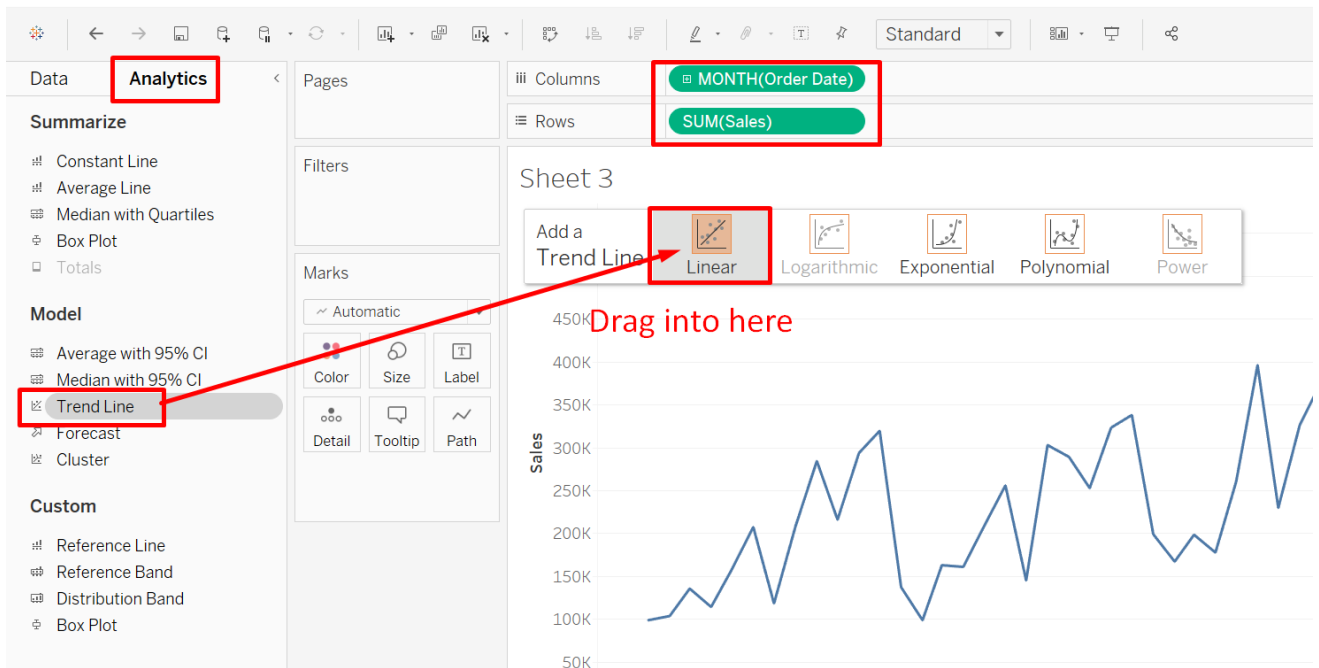 Standard
Data
Analytics
Pages
iii Columns
MONTH(Order Date)
Rows
SUM(Sales)
Summarize
Constant Line
Average Line
Median with Quartiles
Box Plot
Totals
Model
Average with 95% CI
Median with 95% CI
Trend Line
Forecast
Cluster
Custom
Reference Line
Reference Band
Distribution Band
Box Plot
Filters
Marks
Automatic
Color
Size
T
Label
Detail
Tooltip
Path
Sheet 3
Add a
Trend Line
Linear
Logarithmic
Exponential
Polynomial
Power
Drag into here
Sales
450K
400K
350K
300K
250K
200K
150K
100K
50K